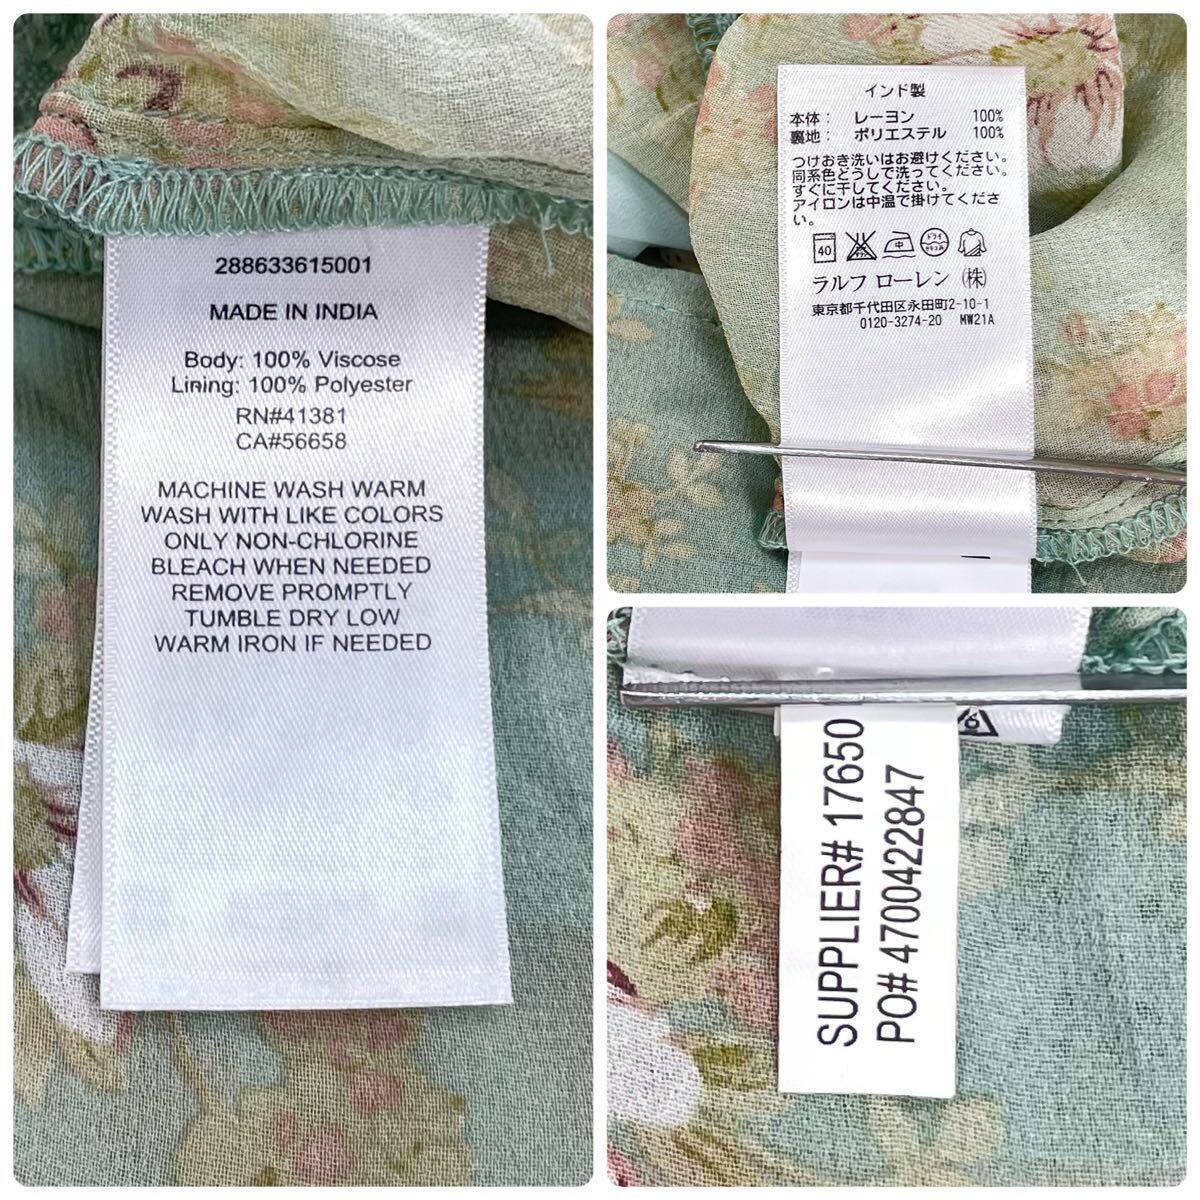 288633615001
MADE IN INDIA
Body: 100% Viscose
Lining: 100% Polyester
RN#41381
CA#56658
MACHINE WASH WARM
WASH WITH LIKE COLORS
ONLY NON-CHLORINE
BLEACH WHEN NEEDED
REMOVE PROMPTLY
TUMBLE DRY LOW
WARM IRON IF NEEDED
インド製
本体: レーヨン 100%
裏地: ポリエステル 100%
つけおき洗いはお避けください。
同系色どうしで洗ってください。
すぐに干してください。
アイロンは中温で掛けてくださ
い。
40 中 ドライ
ラルフ ローレン (株)
東京都千代田区永田町2-10-1
0120-3274-20 MW21A
SUPPLIER# 17650
PO# 4700422847